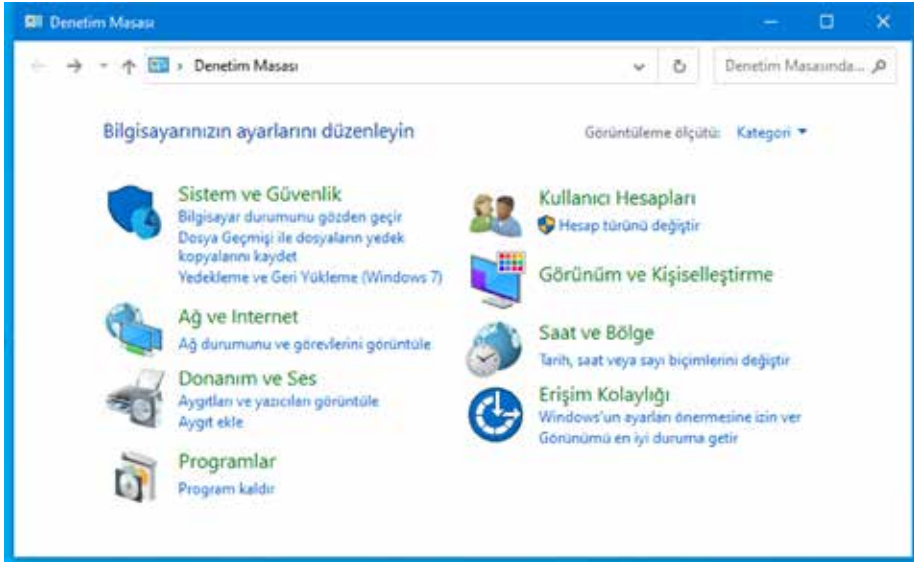 Denetim Masası
Denetim Masası
Denetim Masasında...
Bilgisayarınızın ayarlarını düzenleyin
Görüntüleme ölçütü: Kategori
Sistem ve Güvenlik
Bilgisayar durumunu gözden geçir
Dosya Geçmişi ile dosyaların yedek
kopyalarını kaydet
Yedekleme ve Geri Yükleme (Windows 7)
Ağ ve Internet
Ağ durumunu ve görevlerini görüntüle
Donanım ve Ses
Aygıtları ve yazıcıları görüntüle
Aygıt ekle
Programlar
Program kaldır
Kullanıcı Hesapları
Hesap türünü değiştir
Görünüm ve Kişiselleştirme
Saat ve Bölge
Tarih, saat veya sayı biçimlerini değiştir
Erişim Kolaylığı
Windows'un ayarları önermesine izin ver
Görünümü en iyi duruma getir